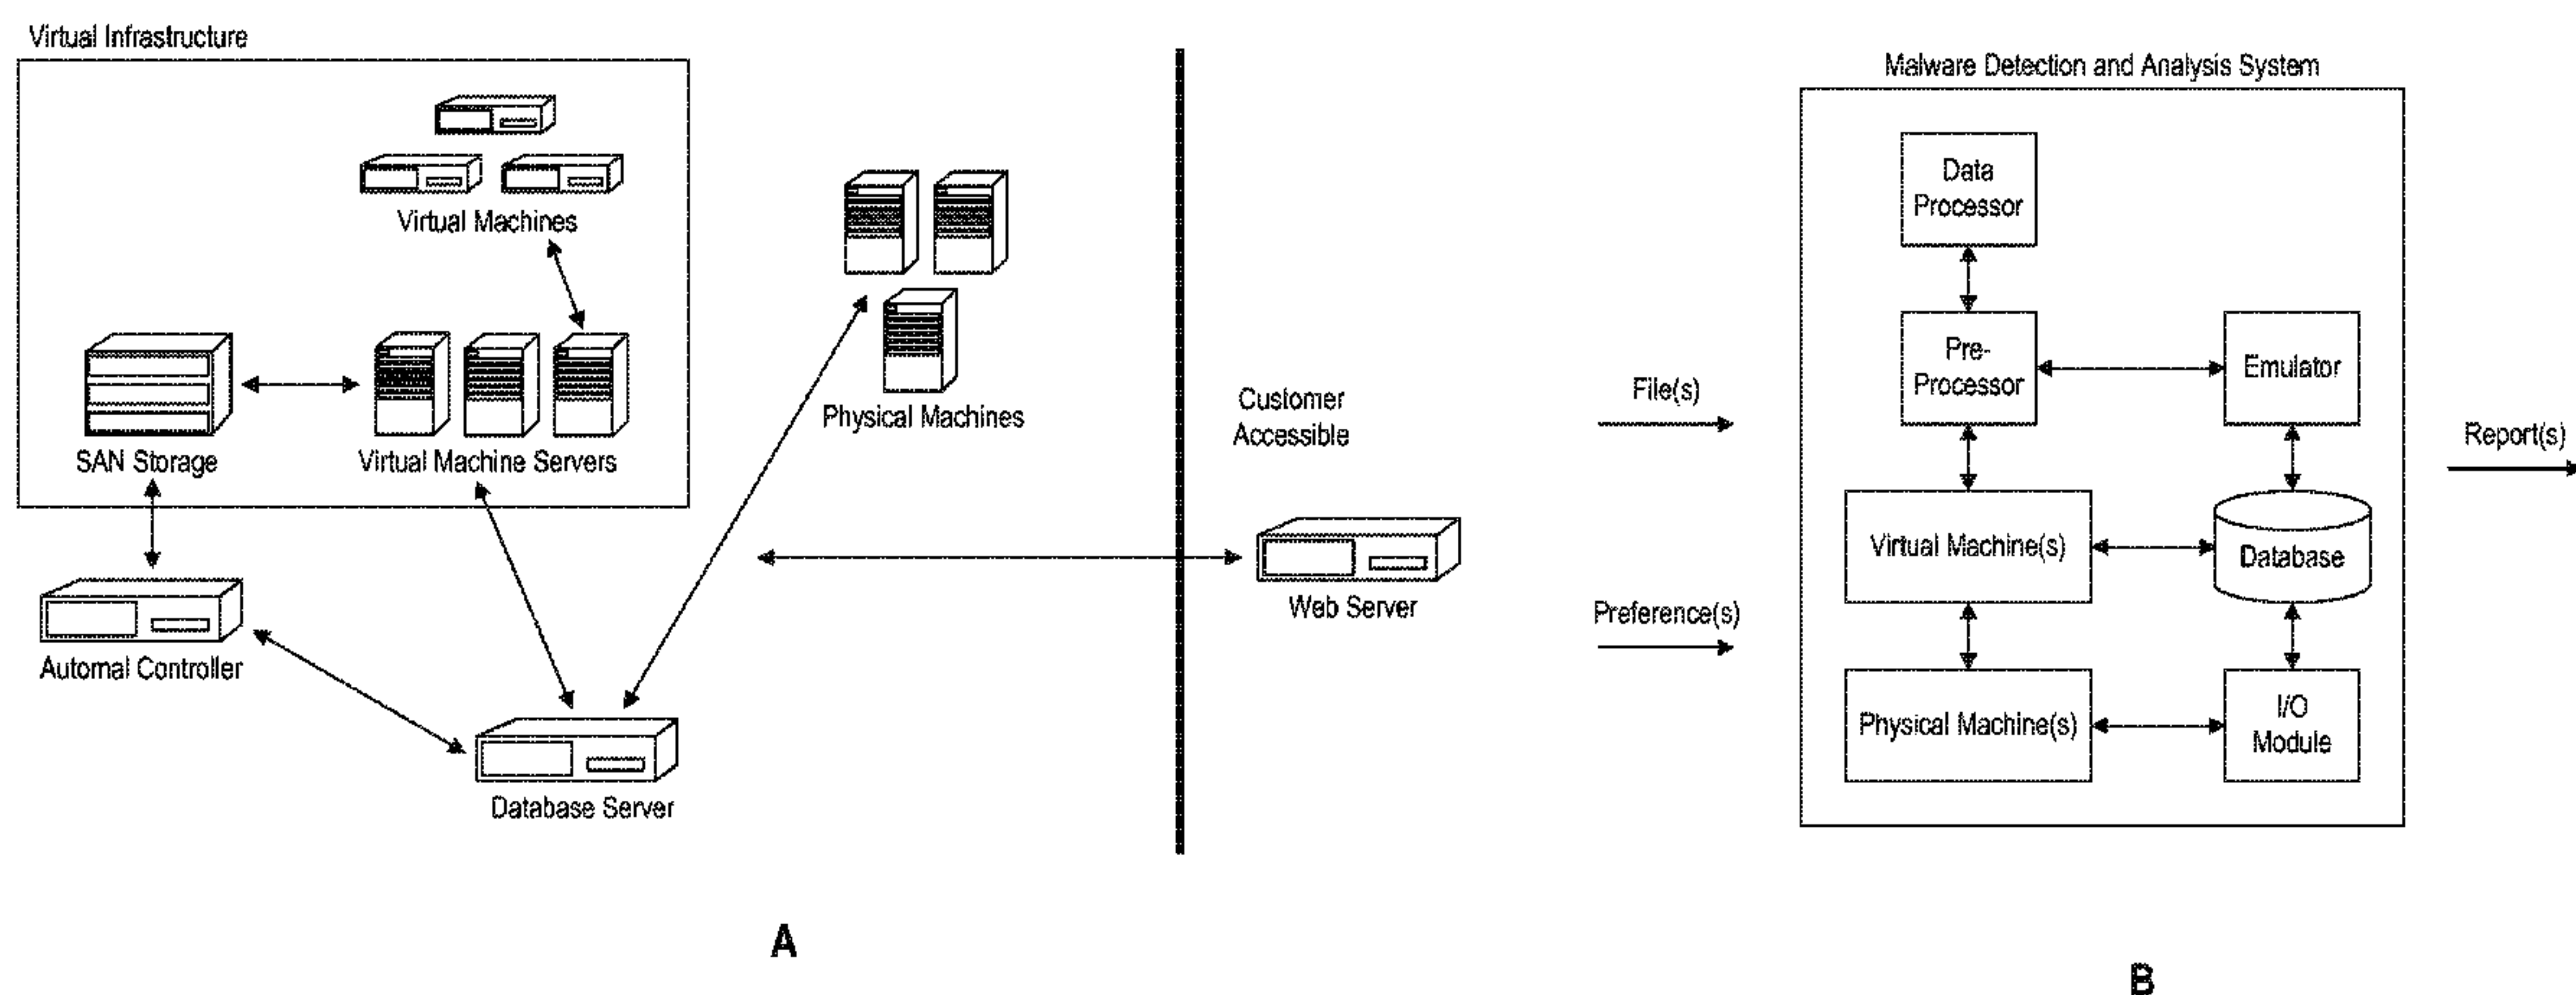 Virtual Infrastructure
Virtual Machines
SAN Storage
Virtual Machine Servers
Physical Machines
Automal Controller
Database Server
Customer
Accessible
Web Server
A
File(s)
Preference(s)
Malware Detection and Analysis System
Data
Processor
Pre-
Processor
Emulator
Virtual Machine(s)
Database
Physical Machine(s)
I/O
Module
Report(s)
B